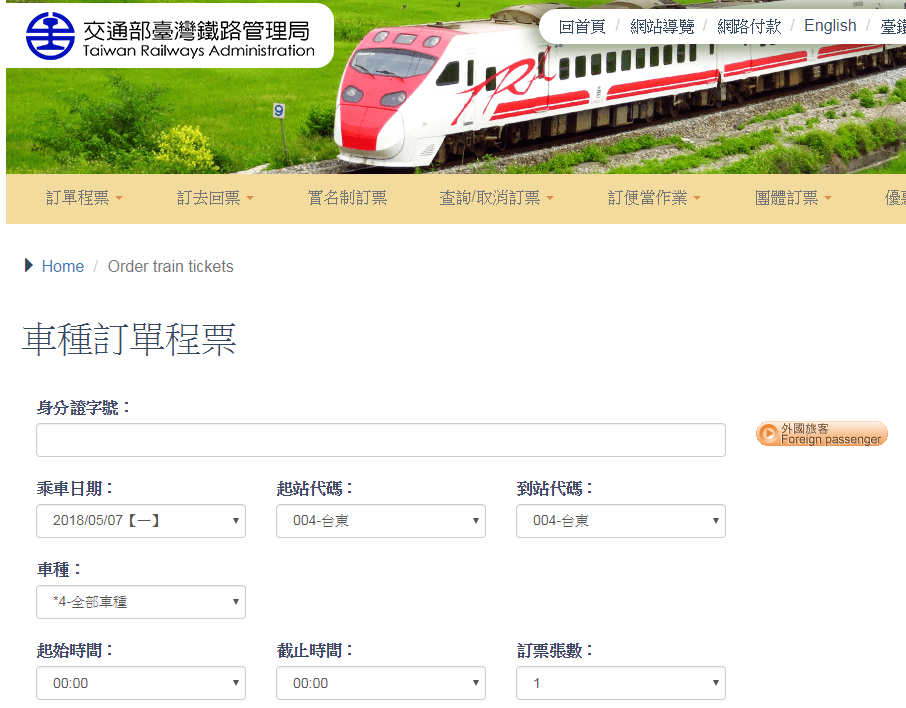 交通部臺灣鐵路管理局
Taiwan Railways Administration
回首頁 / 網站導覽 / 網路付款 / English / 臺鐵
9
TRA
訂單程票 訂去回票 實名制訂票 查詢/取消訂票 訂便當作業 團體訂票 優惠
Home / Order train tickets
車種訂單程票
身分證字號：
外國旅客
Foreign passenger
乘車日期： 起站代碼： 到站代碼：
2018/05/07【一】 004-台東 004-台東
車種：
*4-全部車種
起始時間： 截止時間： 訂票張數：
00:00 00:00 1